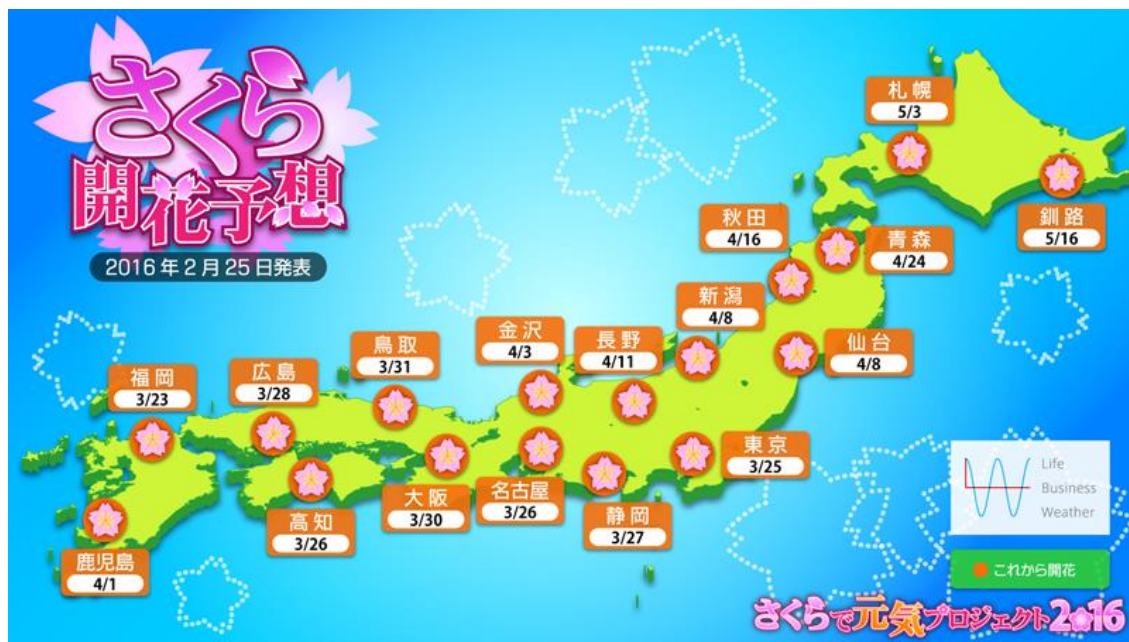 さくら
開花予想
2016年2月25日発表
札幌
5/3
釧路
5/16
青森
4/24
秋田
4/16
新潟
4/8
仙台
4/8
金沢
4/3
長野
4/11
鳥取
3/31
広島
3/28
福岡
3/23
東京
3/25
鹿児島
4/1
高知
3/26
大阪
3/30
名古屋
3/26
静岡
3/27
Life
Business
Weather
これから開花
さくらで元気プロジェクト2016